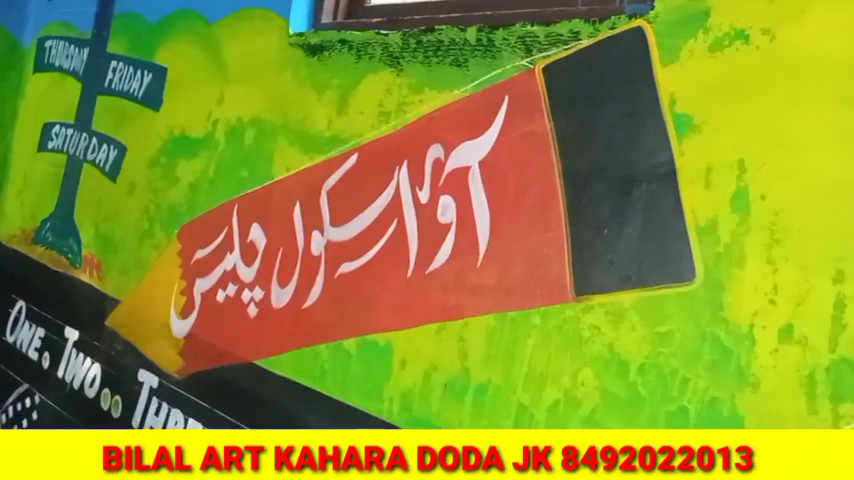 THURSDAY
FRIDAY
SATURDAY
آؤ اسکول چلیں
ONE. TWO..
BILAL ART KAHARA DODA JK 8492022013